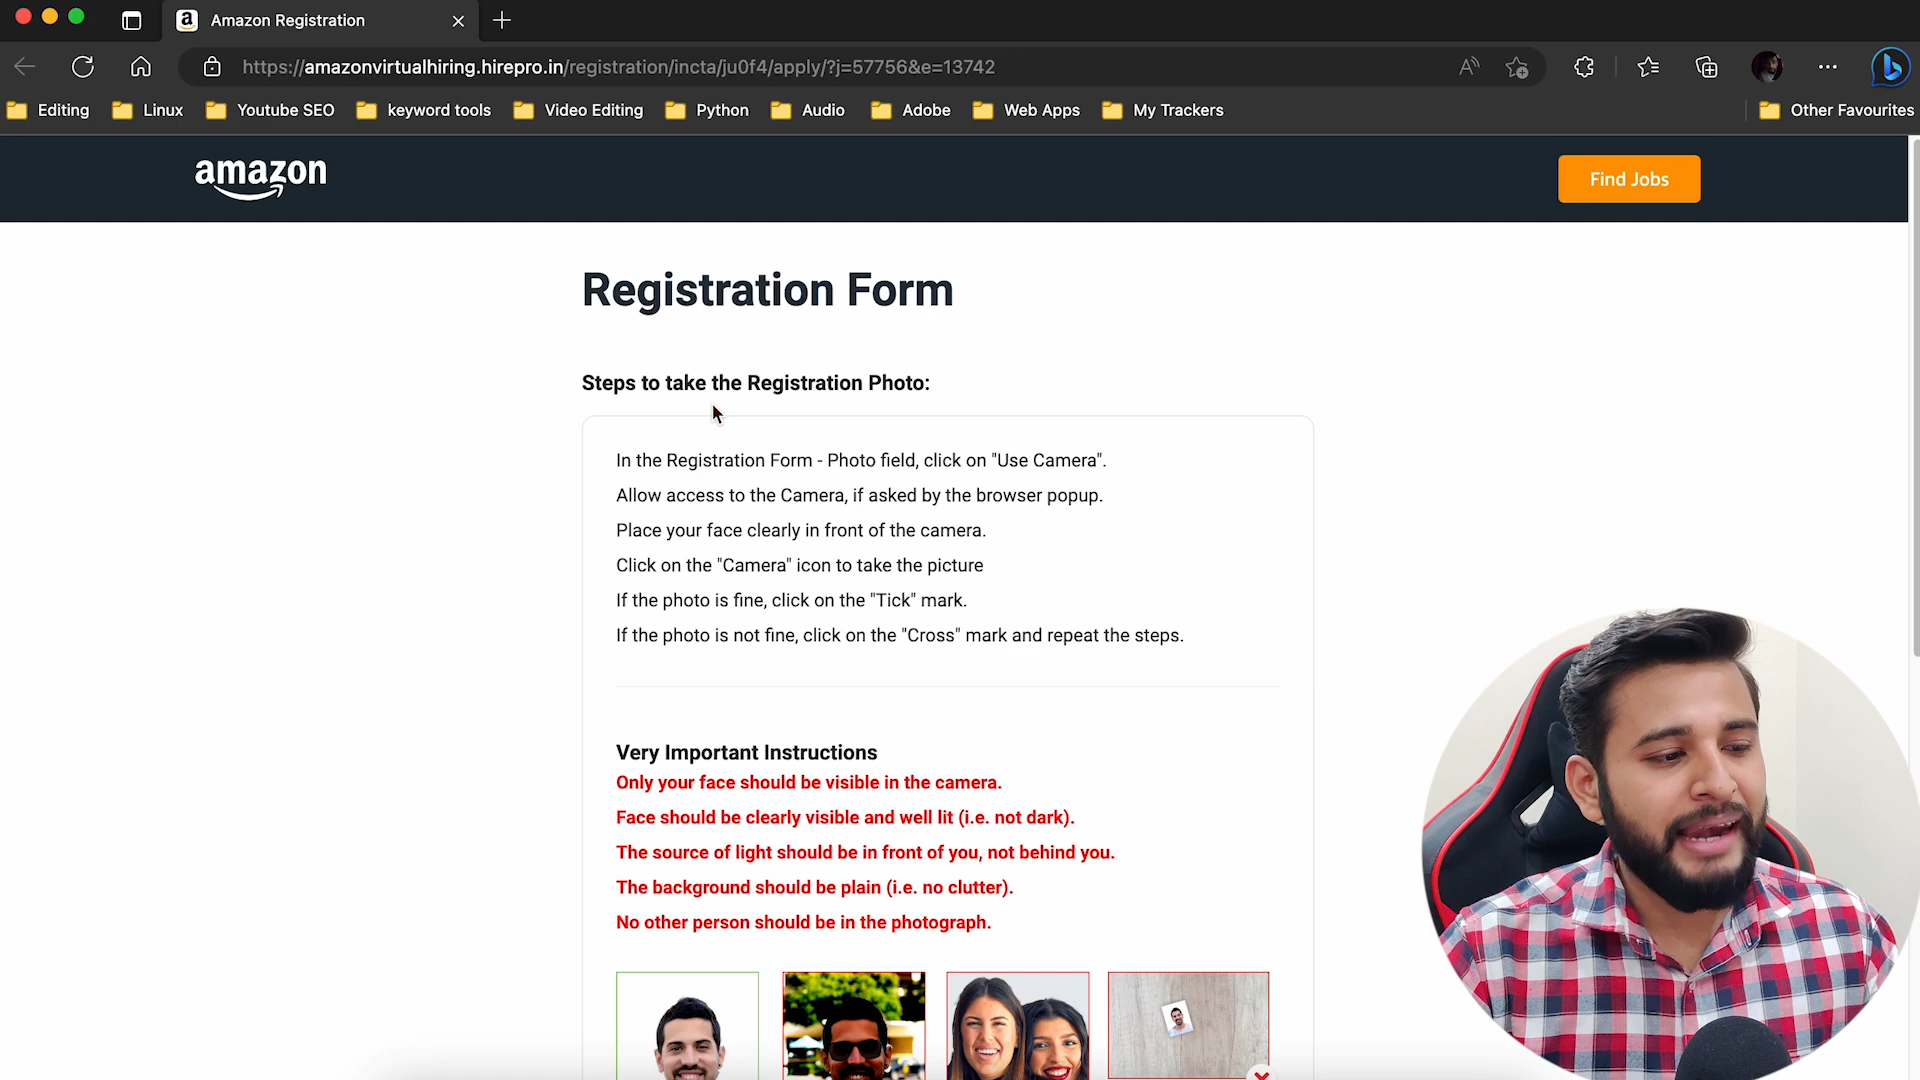 Amazon Registration
https://amazonvirtualhiring.hirepro.in/registration/incta/ju0f4/apply/?j=57756&e=13742
Editing Linux Youtube SEO keyword tools Video Editing Python Audio Adobe Web Apps My Trackers Other Favourites
amazon
Find Jobs
Registration Form
Steps to take the Registration Photo:
In the Registration Form - Photo field, click on "Use Camera".
Allow access to the Camera, if asked by the browser popup.
Place your face clearly in front of the camera.
Click on the "Camera" icon to take the picture
If the photo is fine, click on the "Tick" mark.
If the photo is not fine, click on the "Cross" mark and repeat the steps.
Very Important Instructions
Only your face should be visible in the camera.
Face should be clearly visible and well lit (i.e. not dark).
The source of light should be in front of you, not behind you.
The background should be plain (i.e. no clutter).
No other person should be in the photograph.